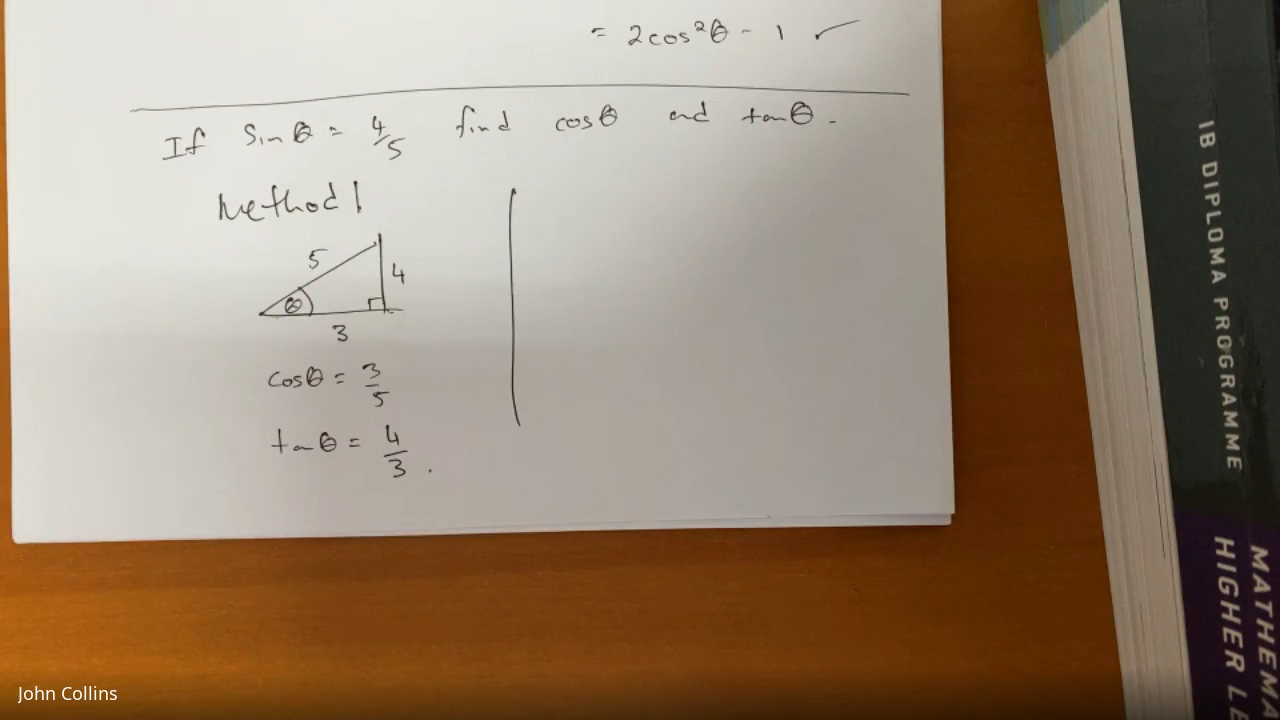 = 2cos²θ - 1 ✓
If Sinθ = 4/5 find cosθ and tanθ.
Method 1
5
4
θ
3
cosθ = 3/5
tanθ = 4/3.
IB DIPLOMA PROGRAMME
MATHEMA
HIGHER LE
John Collins